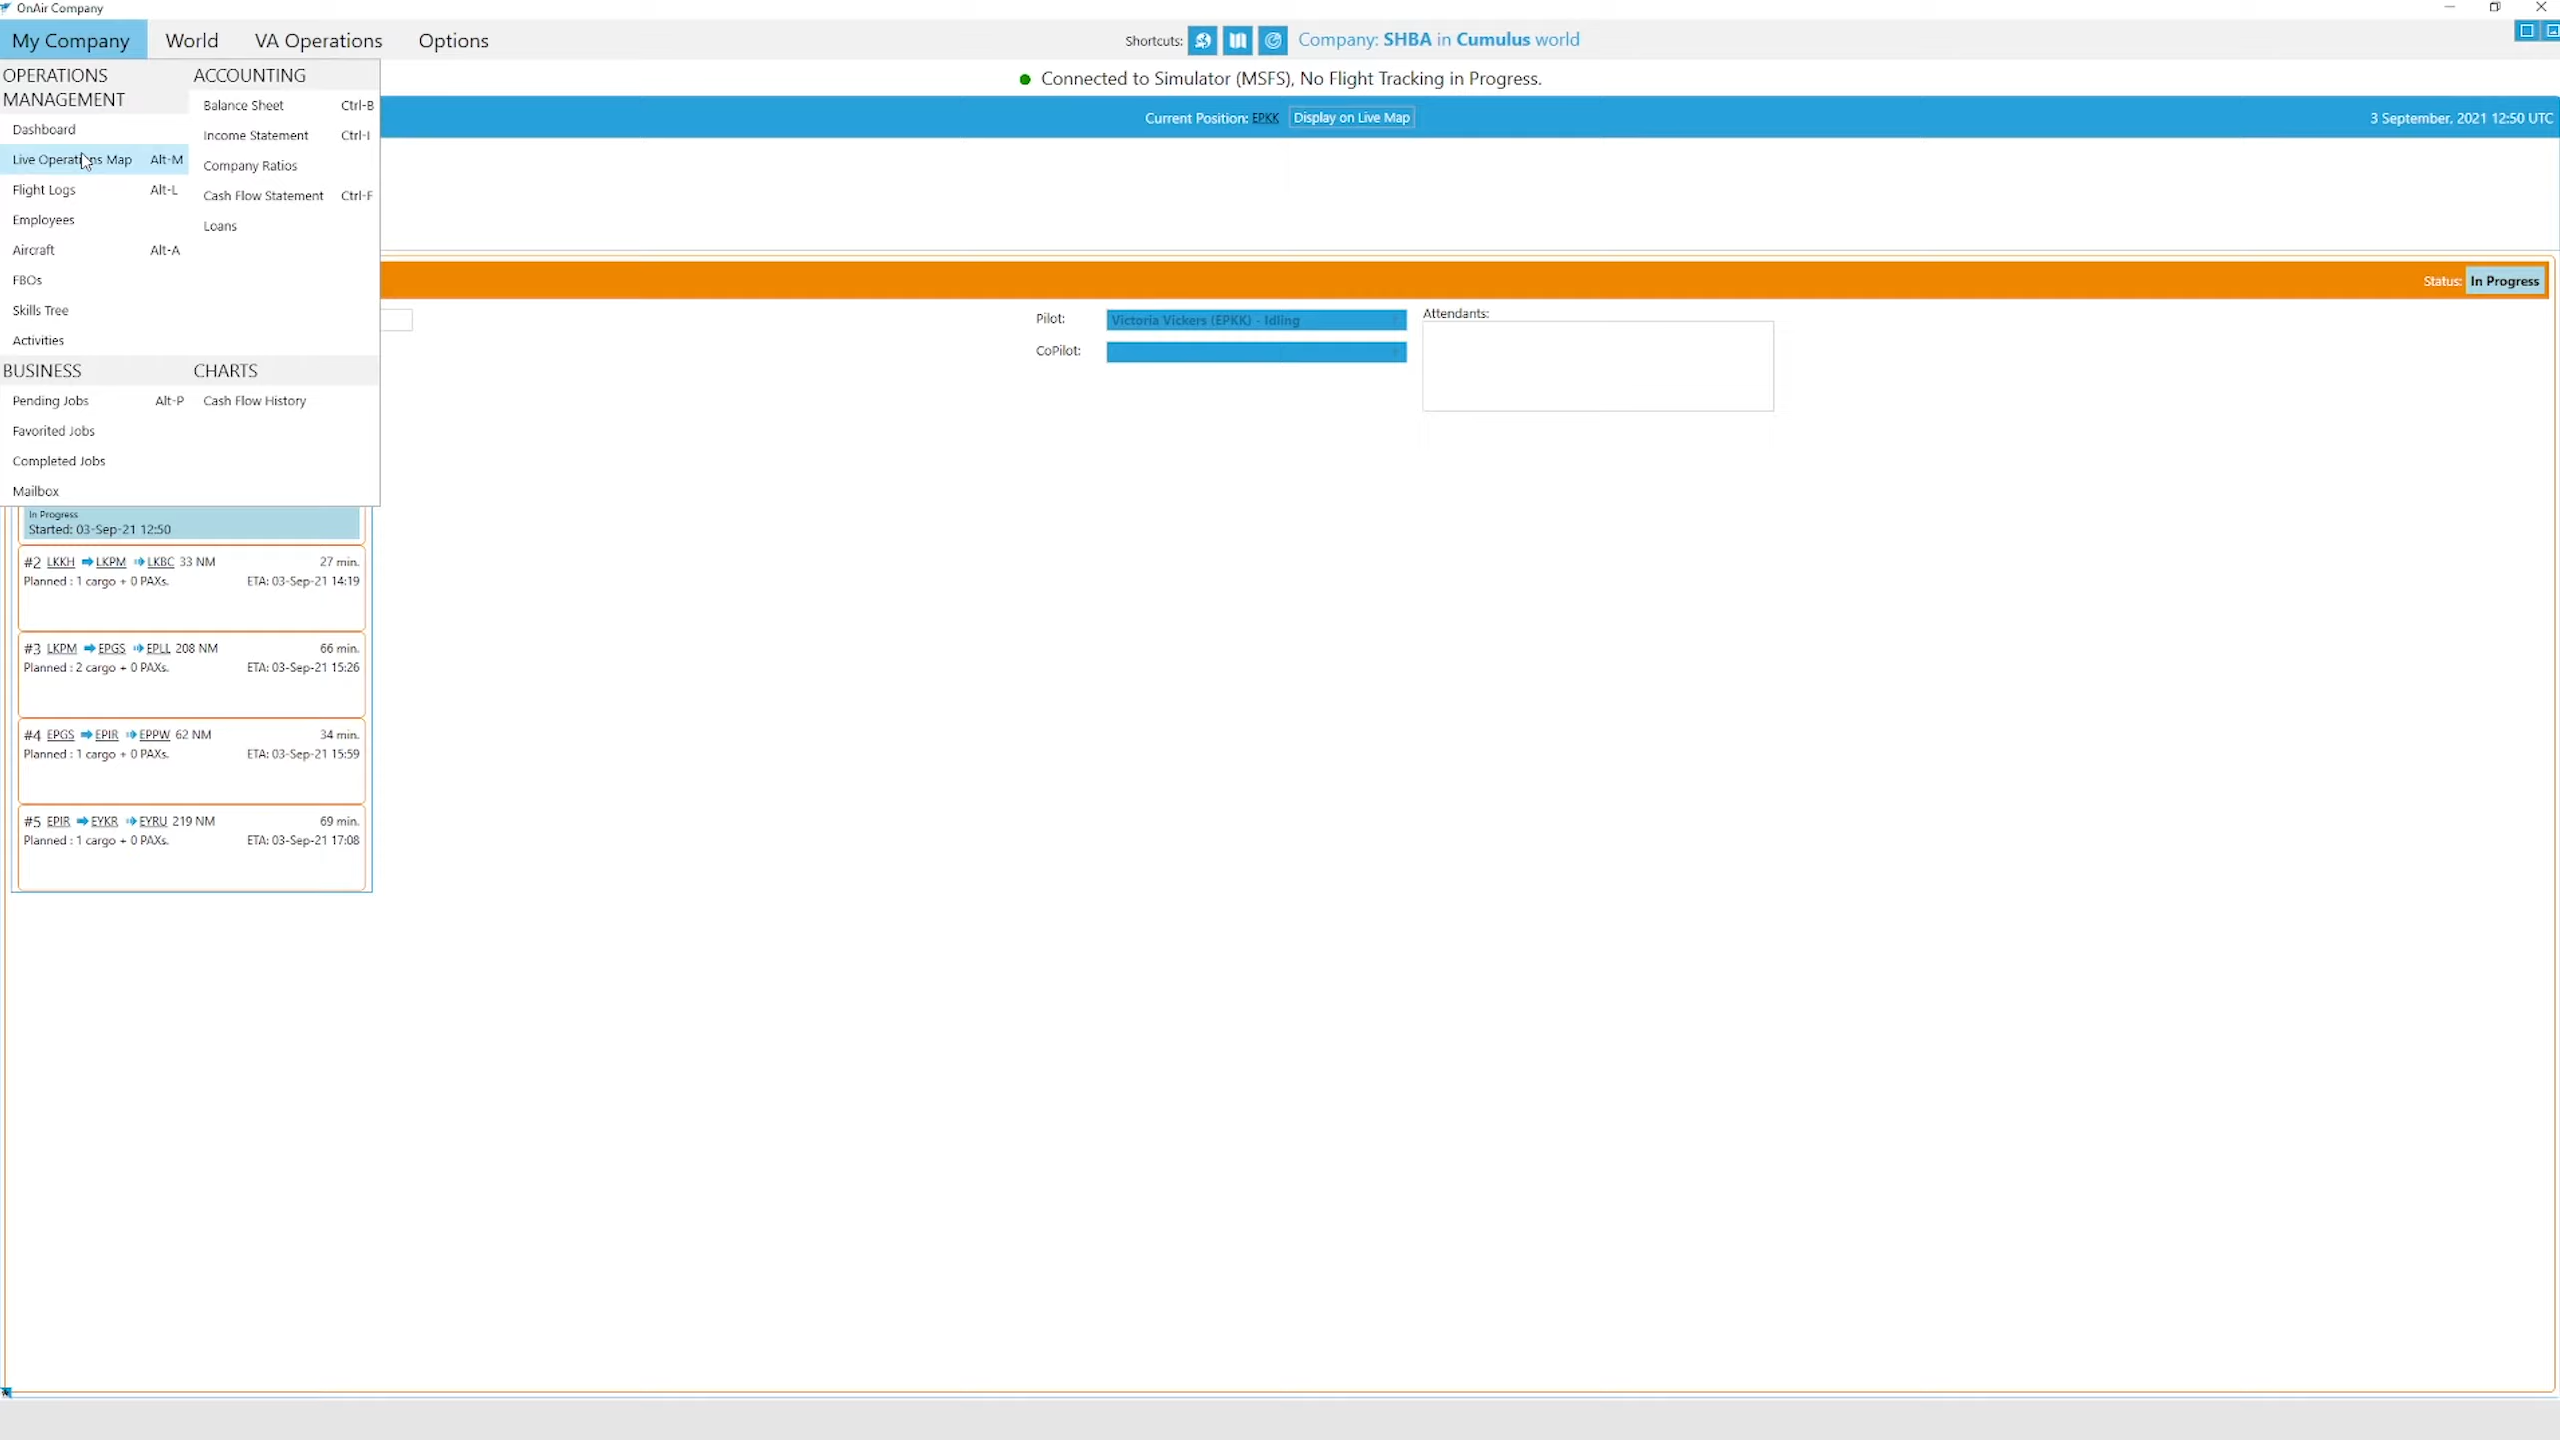 OnAir Company
My Company World VA Operations Options
Shortcuts: Company: SHBA in Cumulus world
Connected to Simulator (MSFS), No Flight Tracking in Progress.
Current Position: EPKK Display on Live Map
3 September, 2021 12:50 UTC
OPERATIONS MANAGEMENT
Dashboard
Live Operations Map Alt-M
Flight Logs Alt-L
Employees
Aircraft Alt-A
FBOs
Skills Tree
Activities
ACCOUNTING
Balance Sheet Ctrl-B
Income Statement Ctrl-I
Company Ratios
Cash Flow Statement Ctrl-F
Loans
BUSINESS
Pending Jobs Alt-P
Favorited Jobs
Completed Jobs
Mailbox
CHARTS
Cash Flow History
Status: In Progress
Pilot: Victoria Vickers (EPKK) - Idling
CoPilot:
Attendants:
In Progress
Started: 03-Sep-21 12:50
#2 LKKH LKPM LKBC 33 NM 27 min.
Planned : 1 cargo + 0 PAXs. ETA: 03-Sep-21 14:19
#3 LKPM EPGS EPLL 208 NM 66 min.
Planned : 2 cargo + 0 PAXs. ETA: 03-Sep-21 15:26
#4 EPGS EPIR EPPW 62 NM 34 min.
Planned : 1 cargo + 0 PAXs. ETA: 03-Sep-21 15:59
#5 EPIR EYKR EYRU 219 NM 69 min.
Planned : 1 cargo + 0 PAXs. ETA: 03-Sep-21 17:08